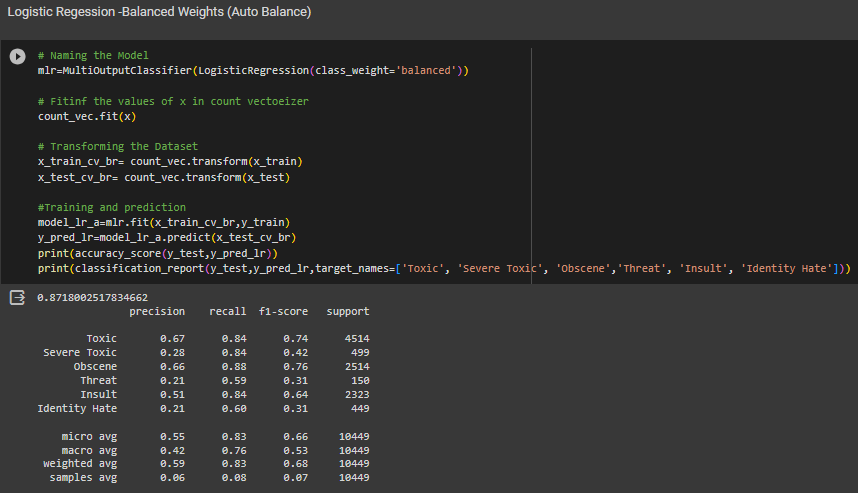 Logistic Regession -Balanced Weights (Auto Balance)
# Naming the Model
mlr=MultiOutputClassifier(LogisticRegression(class_weight='balanced'))
# Fitinf the values of x in count vectoeizer
count_vec.fit(x)
# Transforming the Dataset
x_train_cv_br= count_vec.transform(x_train)
x_test_cv_br= count_vec.transform(x_test)
#Training and prediction
model_lr_a=mlr.fit(x_train_cv_br,y_train)
y_pred_lr=model_lr_a.predict(x_test_cv_br)
print(accuracy_score(y_test,y_pred_lr))
print(classification_report(y_test,y_pred_lr,target_names=['Toxic', 'Severe Toxic', 'Obscene','Threat', 'Insult', 'Identity Hate']))
0.8718002517834662
precision recall f1-score support
Toxic 0.67 0.84 0.74 4514
Severe Toxic 0.28 0.84 0.42 499
Obscene 0.66 0.88 0.76 2514
Threat 0.21 0.59 0.31 150
Insult 0.51 0.84 0.64 2323
Identity Hate 0.21 0.60 0.31 449
micro avg 0.55 0.83 0.66 10449
macro avg 0.42 0.76 0.53 10449
weighted avg 0.59 0.83 0.68 10449
samples avg 0.06 0.08 0.07 10449